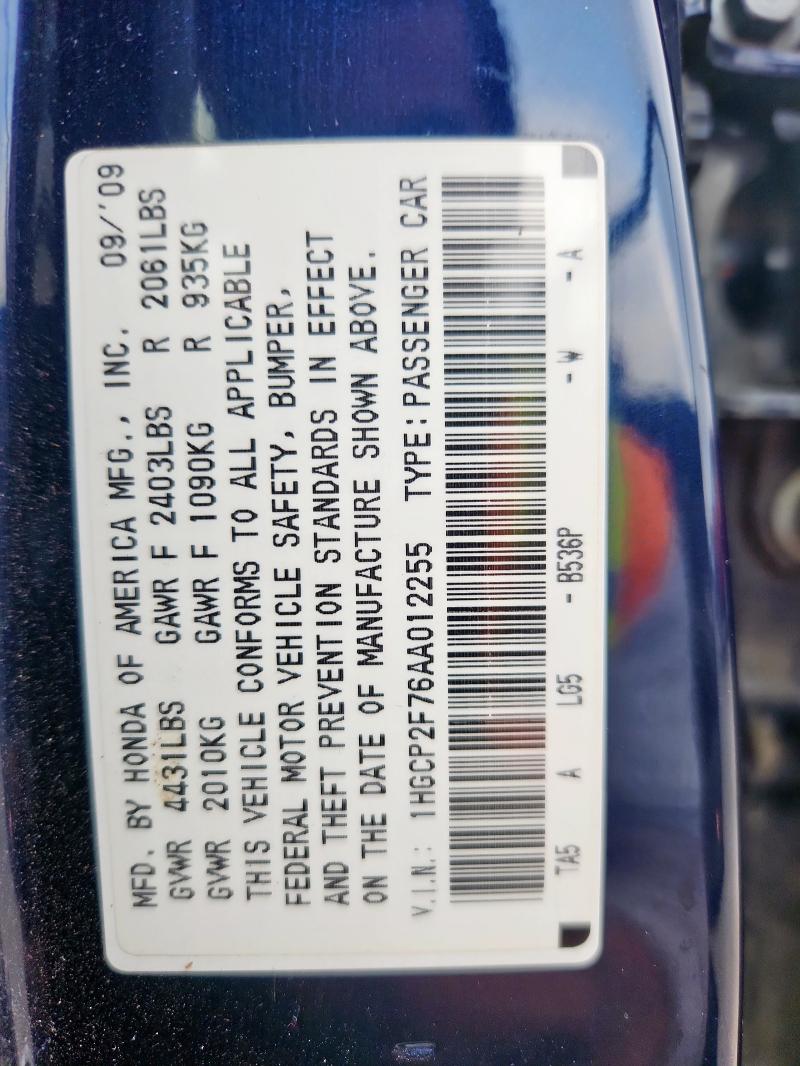 MFD. BY HONDA OF AMERICA MFG., INC. 09/'09
GVWR 4431LBS GAWR F 2403LBS R 2061LBS
GVWR 2010KG GAWR F 1090KG R 935KG
THIS VEHICLE CONFORMS TO ALL APPLICABLE
FEDERAL MOTOR VEHICLE SAFETY, BUMPER,
AND THEFT PREVENTION STANDARDS IN EFFECT
ON THE DATE OF MANUFACTURE SHOWN ABOVE.
V.I.N.: 1HGCP2F76AA012255 TYPE: PASSENGER CAR
TA5 A LG5 - B536P - W - A